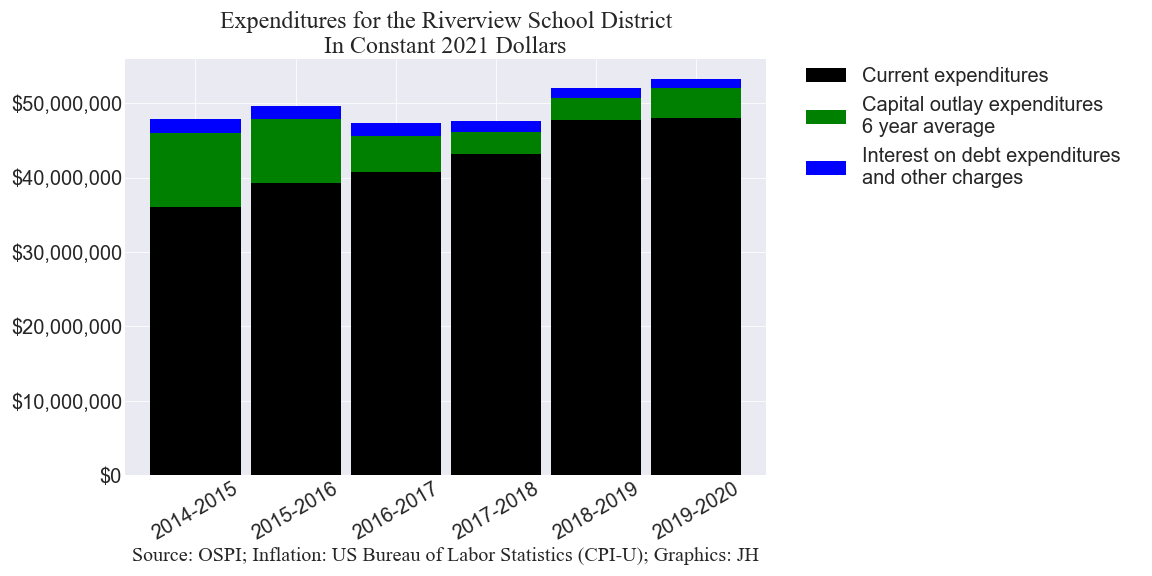 Expenditures for the Riverview School District
In Constant 2021 Dollars
$50,000,000
$40,000,000
$30,000,000
$20,000,000
$10,000,000
$0
2014-2015
2015-2016
2016-2017
2017-2018
2018-2019
2019-2020
Source: OSPI; Inflation: US Bureau of Labor Statistics (CPI-U); Graphics: JH
Current expenditures
Capital outlay expenditures
6 year average
Interest on debt expenditures
and other charges